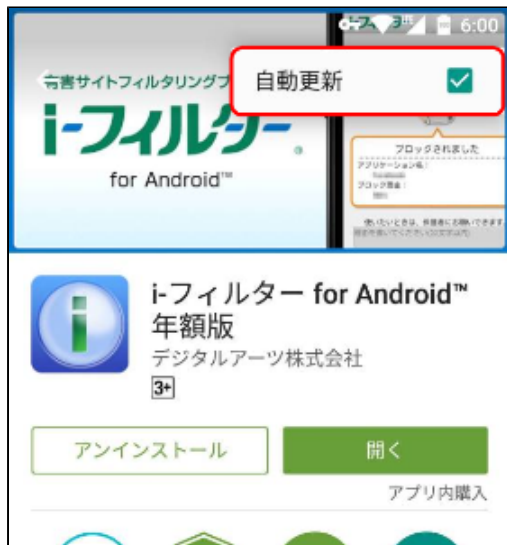 6:00
自動更新
有害サイトフィルタリングプ
i-フィルター。
for Android™
ブロックされました
アプリケーション名：
ブロック理由：
i-フィルター for Android™
年額版
デジタルアーツ株式会社
3+
アンインストール
開く
アプリ内購入